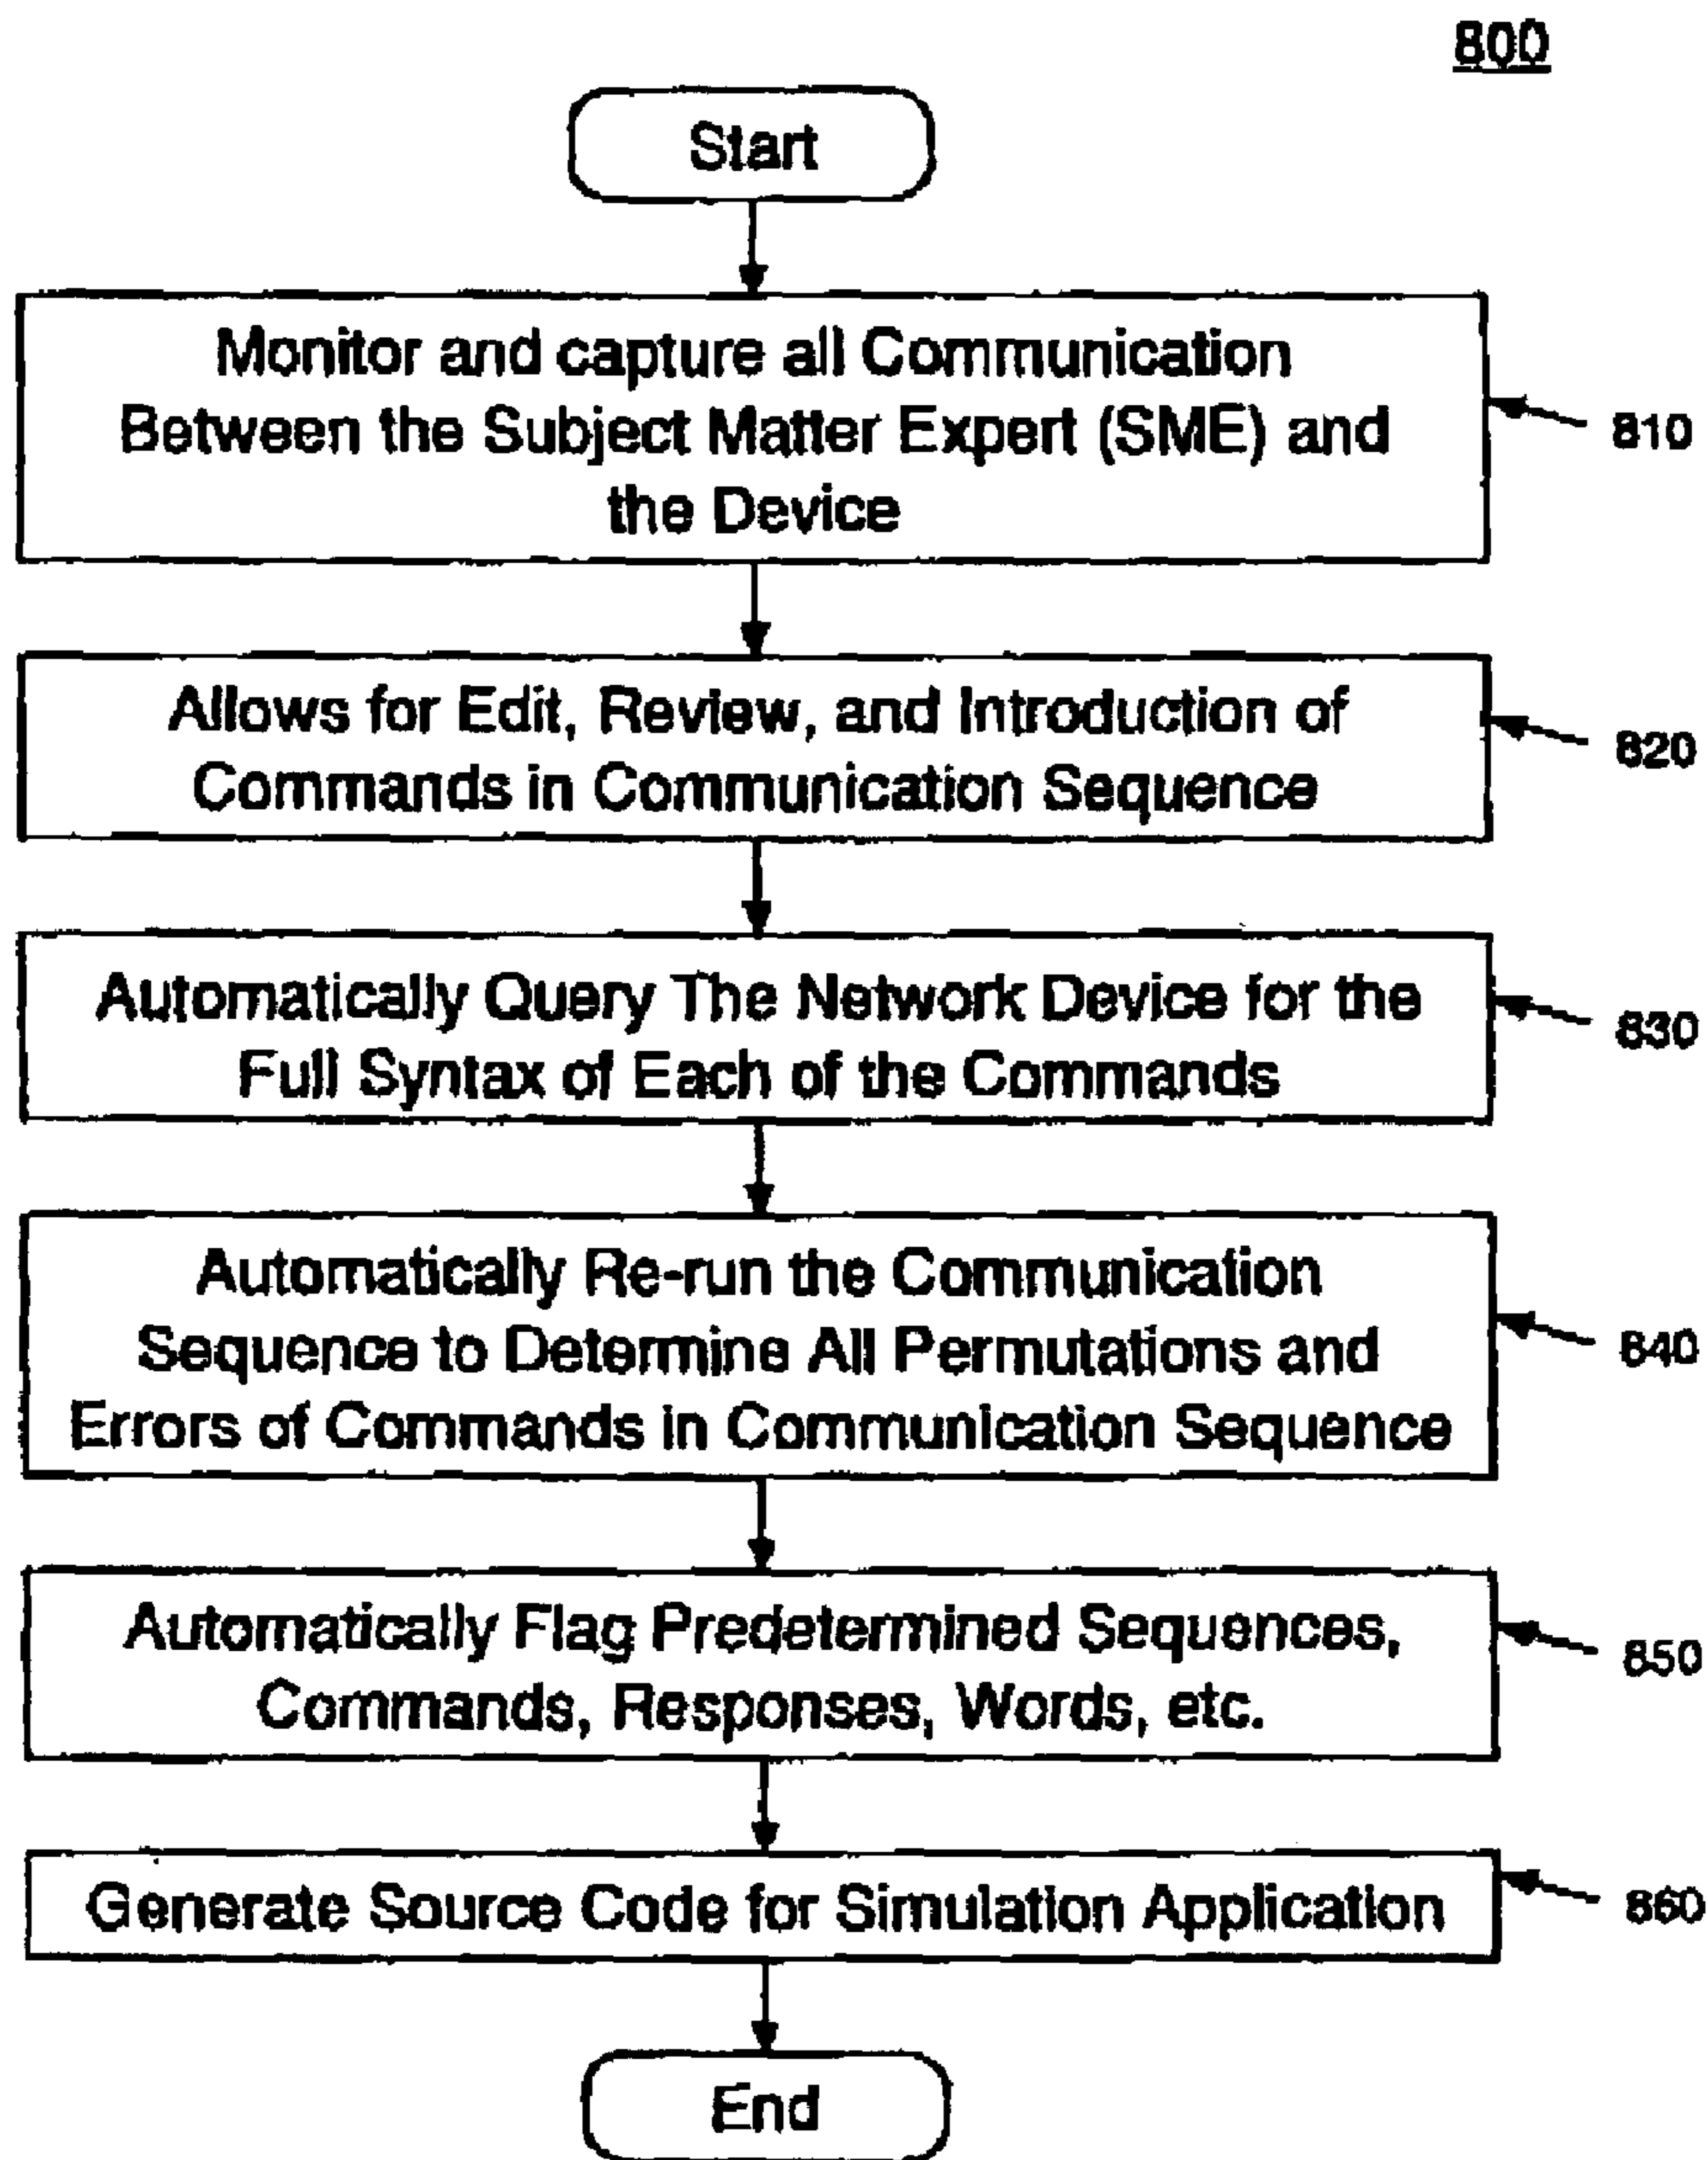 800
Start
Monitor and capture all Communication
Between the Subject Matter Expert (SME) and
the Device
810
Allows for Edit, Review, and Introduction of
Commands in Communication Sequence
820
Automatically Query The Network Device for the
Full Syntax of Each of the Commands
830
Automatically Re-run the Communication
Sequence to Determine All Permutations and
Errors of Commands in Communication Sequence
840
Automatically Flag Predetermined Sequences,
Commands, Responses, Words, etc.
850
Generate Source Code for Simulation Application
860
End